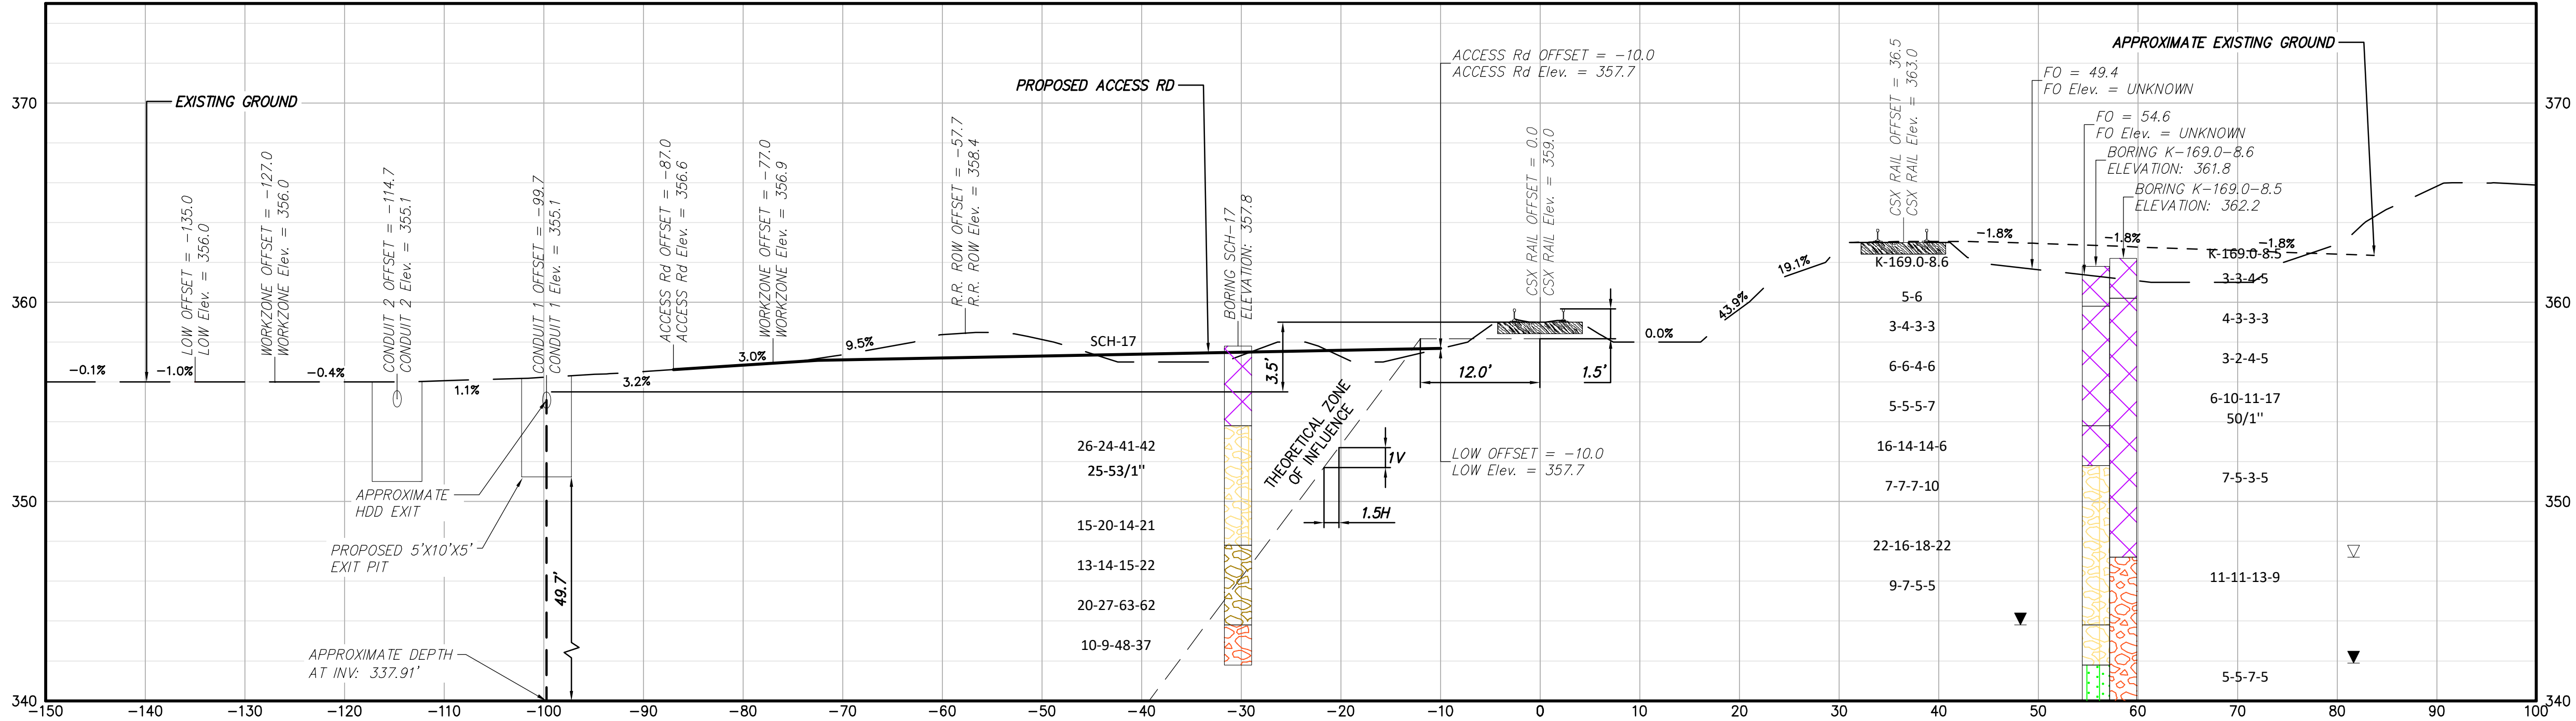 APPROXIMATE EXISTING GROUND
ACCESS Rd OFFSET = -10.0
ACCESS Rd Elev. = 357.7
CSX RAIL OFFSET = 36.5
CSX RAIL Elev. = 363.0
FO = 49.4
FO Elev. = UNKNOWN
PROPOSED ACCESS RD
370
EXISTING GROUND
370
FO = 54.6
FO Elev. = UNKNOWN
BORING K-169.0-8.6
ELEVATION: 361.8
BORING K-169.0-8.5
ELEVATION: 362.2
LOW OFFSET = -135.0
LOW Elev. = 356.0
WORKZONE OFFSET = -127.0
WORKZONE Elev. = 356.0
CONDUIT 2 OFFSET = -114.7
CONDUIT 2 Elev. = 355.1
CONDUIT 1 OFFSET = -99.7
CONDUIT 1 Elev. = 355.1
ACCESS Rd OFFSET = -87.0
ACCESS Rd Elev. = 356.6
WORKZONE OFFSET = -77.0
WORKZONE Elev. = 356.9
R.R. ROW OFFSET = -57.7
R.R. ROW Elev. = 358.4
BORING SCH-17
ELEVATION: 357.8
CSX RAIL OFFSET = 0.0
CSX RAIL Elev. = 359.0
-1.8%
-1.8%
-1.8%
K-169.0-8.6
K-169.0-8.5
19.1%
3-3-4-5
5-6
360
43.9%
360
4-3-3-3
3-4-3-3
0.0%
SCH-17
9.5%
3.0%
3-2-4-5
6-6-4-6
-0.1%
-1.0%
-0.4%
1.1%
3.2%
3.5'
12.0'
1.5'
6-10-11-17
5-5-5-7
50/1"
THEORETICAL ZONE
OF INFLUENCE
26-24-41-42
16-14-14-6
1V
LOW OFFSET = -10.0
LOW Elev. = 357.7
25-53/1"
7-5-3-5
7-7-7-10
APPROXIMATE
HDD EXIT
350
350
1.5H
15-20-14-21
22-16-18-22
PROPOSED 5'X10'X5'
EXIT PIT
13-14-15-22
11-11-13-9
9-7-5-5
49.7'
20-27-63-62
10-9-48-37
APPROXIMATE DEPTH
AT INV: 337.91'
5-5-7-5
340
340
-150
-140
-130
-120
-110
-100
-90
-80
-70
-60
-50
-40
-30
-20
-10
0
10
20
30
40
50
60
70
80
90
100